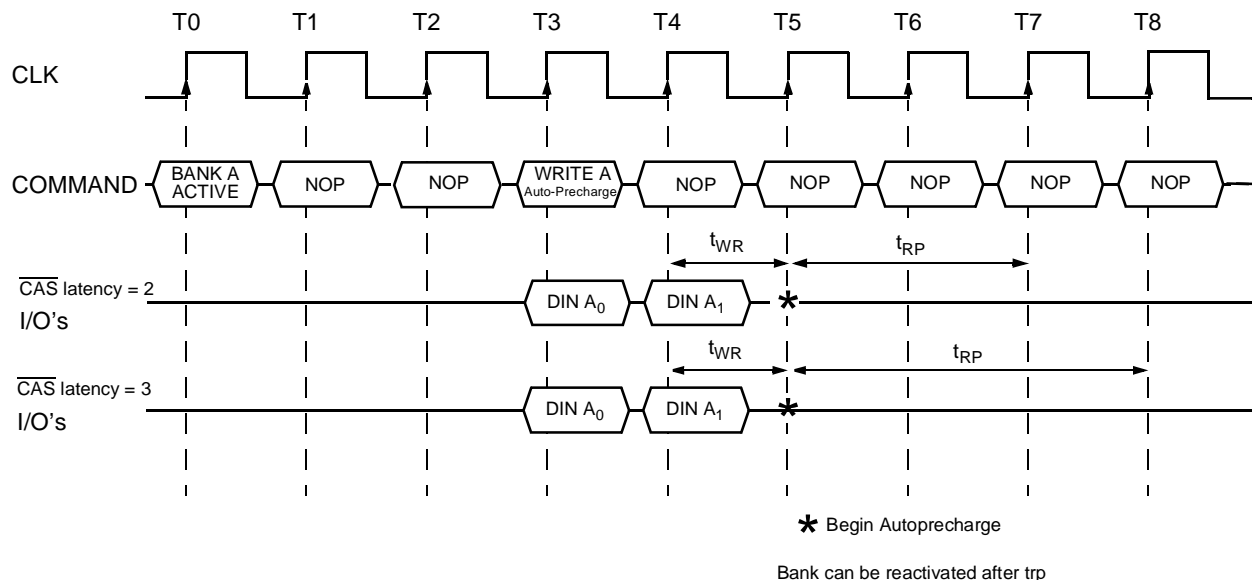 T0 T1 T2 T3 T4 T5 T6 T7 T8
CLK
COMMAND
BANK A
ACTIVE
NOP
NOP
WRITE A
Auto-Precharge
NOP
NOP
NOP
NOP
NOP
tWR
tRP
CAS latency = 2
I/O's
DIN A0
DIN A1
*
tWR
tRP
CAS latency = 3
I/O's
DIN A0
DIN A1
*
* Begin Autoprecharge
Bank can be reactivated after trp